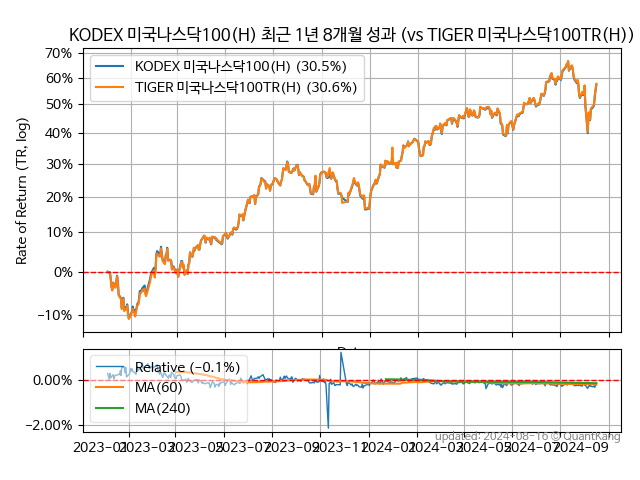 KODEX 미국나스닥100(H) 최근 1년 8개월 성과 (vs TIGER 미국나스닥100TR(H))
70%
60%
50%
40%
30%
20%
10%
0%
−10%
Rate of Return (TR, log)
KODEX 미국나스닥100(H) (30.5%)
TIGER 미국나스닥100TR(H) (30.6%)
0.00%
−2.00%
Relative (−0.1%)
MA(60)
MA(240)
2023-01 2023-03 2023-05 2023-07 2023-09 2023-11 2024-01 2024-03 2024-05 2024-07 2024-09
updated: 2024-08-16 © QuantKang